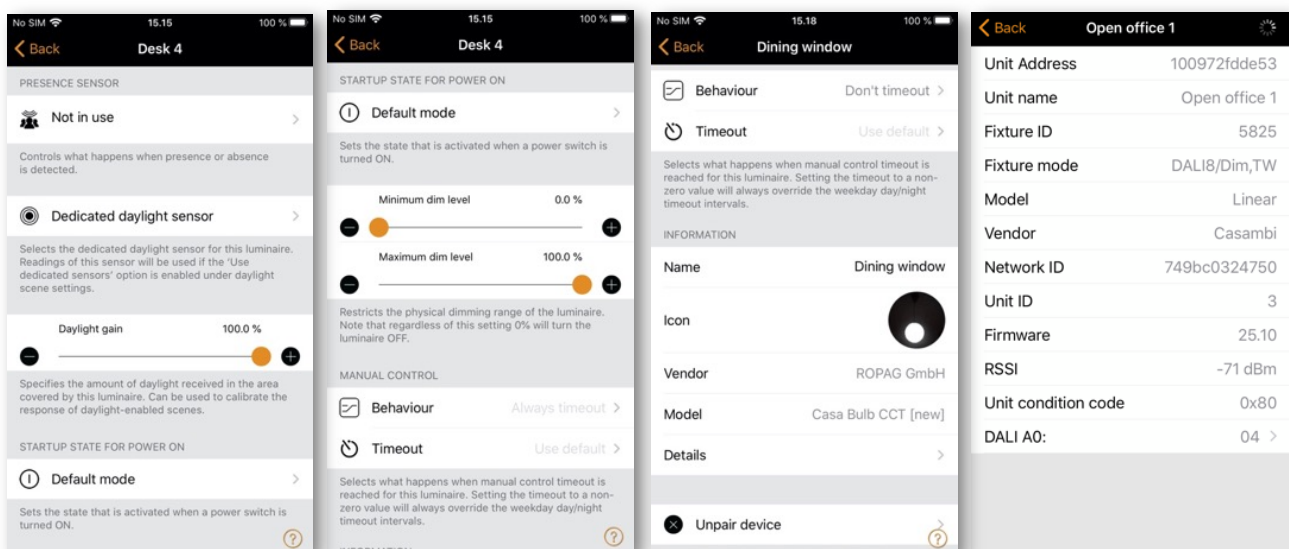 No SIM 15.15 100 %
Back Desk 4
PRESENCE SENSOR
Not in use
Controls what happens when presence or absence
is detected.
Dedicated daylight sensor
Selects the dedicated daylight sensor for this luminaire.
Readings of this sensor will be used if the 'Use
dedicated sensors' option is enabled under daylight
scene settings.
Daylight gain 100.0 %
Specifies the amount of daylight received in the area
covered by this luminaire. Can be used to calibrate the
response of daylight-enabled scenes.
STARTUP STATE FOR POWER ON
Default mode
Sets the state that is activated when a power switch is
turned ON.
?
No SIM 15.15 100 %
Back Desk 4
STARTUP STATE FOR POWER ON
Default mode
Sets the state that is activated when a power switch is
turned ON.
Minimum dim level 0.0 %
Maximum dim level 100.0 %
Restricts the physical dimming range of the luminaire.
Note that regardless of this setting 0% will turn the
luminaire OFF.
MANUAL CONTROL
Behaviour Always timeout
Timeout Use default
Selects what happens when manual control timeout is
reached for this luminaire. Setting the timeout to a non-
zero value will always override the weekday day/night
timeout intervals.
?
No SIM 15.18 100 %
Back Dining window
Behaviour Don't timeout
Timeout Use default
Selects what happens when manual control timeout is
reached for this luminaire. Setting the timeout to a non-
zero value will always override the weekday day/night
timeout intervals.
INFORMATION
Name Dining window
Icon
Vendor ROPAG GmbH
Model Casa Bulb CCT [new]
Details
Unpair device
?
Back Open office 1
Unit Address 100972fdde53
Unit name Open office 1
Fixture ID 5825
Fixture mode DALI8/Dim,TW
Model Linear
Vendor Casambi
Network ID 749bc0324750
Unit ID 3
Firmware 25.10
RSSI -71 dBm
Unit condition code 0x80
DALI A0: 04